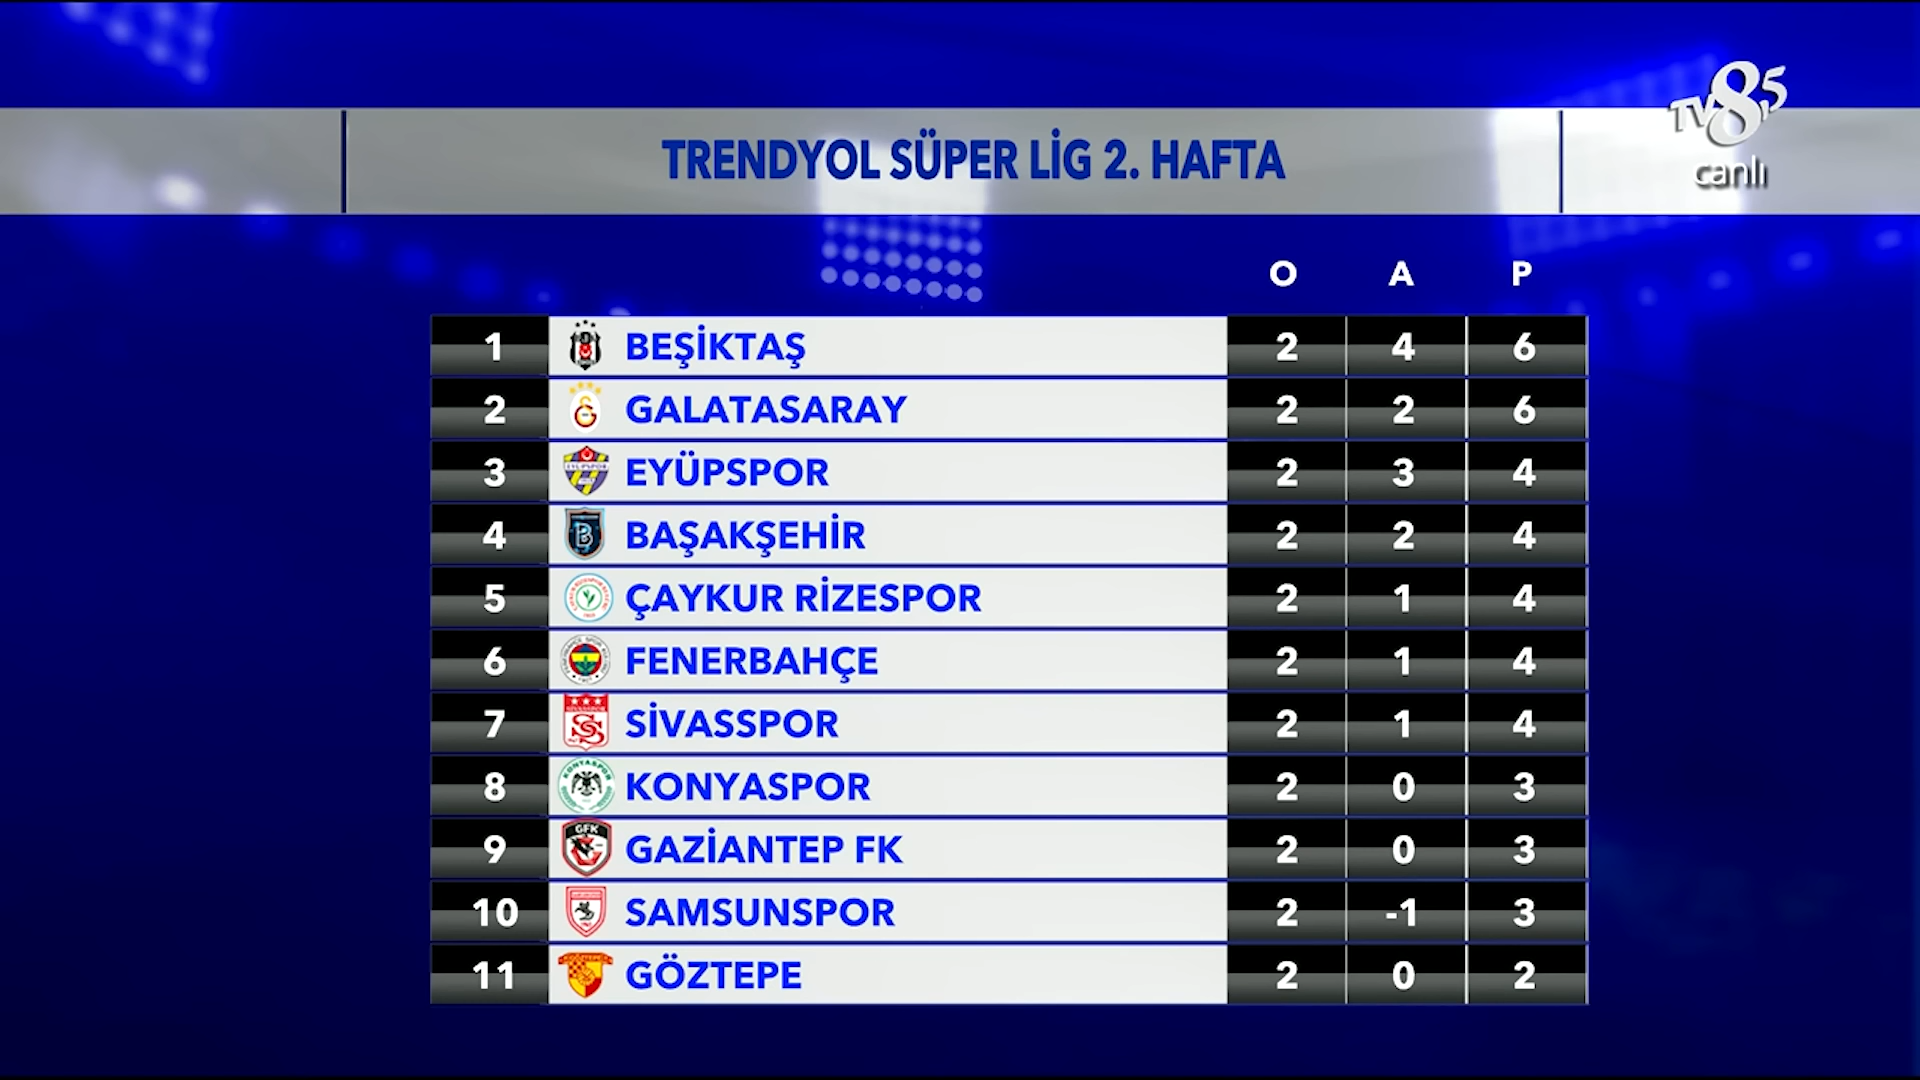 TV8,5
canlı
TRENDYOL SÜPER LİG 2. HAFTA
O A P
1 BEŞİKTAŞ 2 4 6
2 GALATASARAY 2 2 6
3 EYÜPSPOR 2 3 4
4 BAŞAKŞEHİR 2 2 4
5 ÇAYKUR RİZESPOR 2 1 4
6 FENERBAHÇE 2 1 4
7 SİVASSPOR 2 1 4
8 KONYASPOR 2 0 3
9 GAZİANTEP FK 2 0 3
10 SAMSUNSPOR 2 -1 3
11 GÖZTEPE 2 0 2